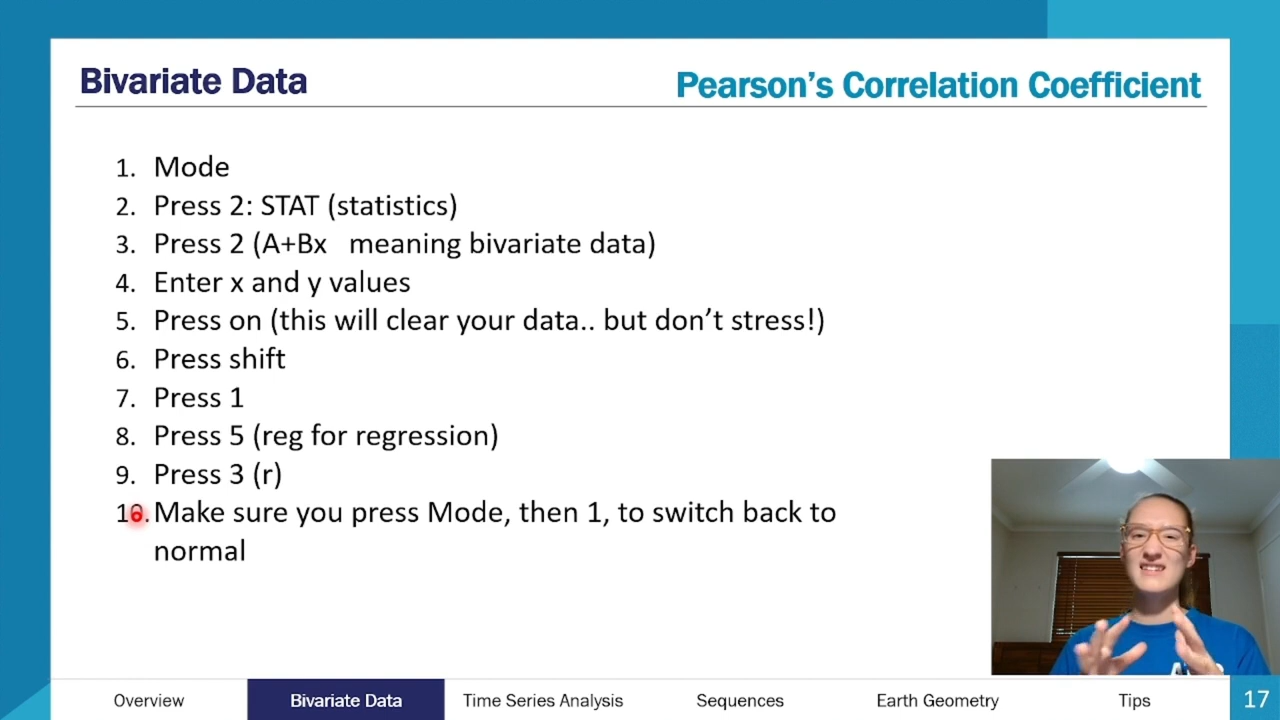 Bivariate Data
Pearson's Correlation Coefficient
1. Mode
2. Press 2: STAT (statistics)
3. Press 2 (A+Bx   meaning bivariate data)
4. Enter x and y values
5. Press on (this will clear your data.. but don't stress!)
6. Press shift
7. Press 1
8. Press 5 (reg for regression)
9. Press 3 (r)
10. Make sure you press Mode, then 1, to switch back to
normal
Overview
Bivariate Data
Time Series Analysis
Sequences
Earth Geometry
Tips
17